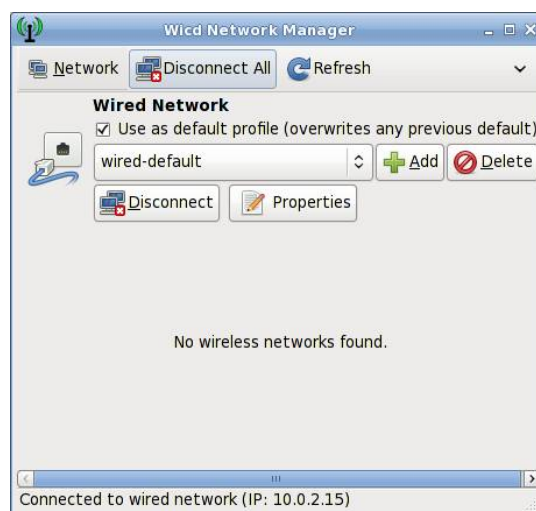 Wicd Network Manager
Network Disconnect All Refresh
Wired Network
Use as default profile (overwrites any previous default)
wired-default Add Delete
Disconnect Properties
No wireless networks found.
Connected to wired network (IP: 10.0.2.15)